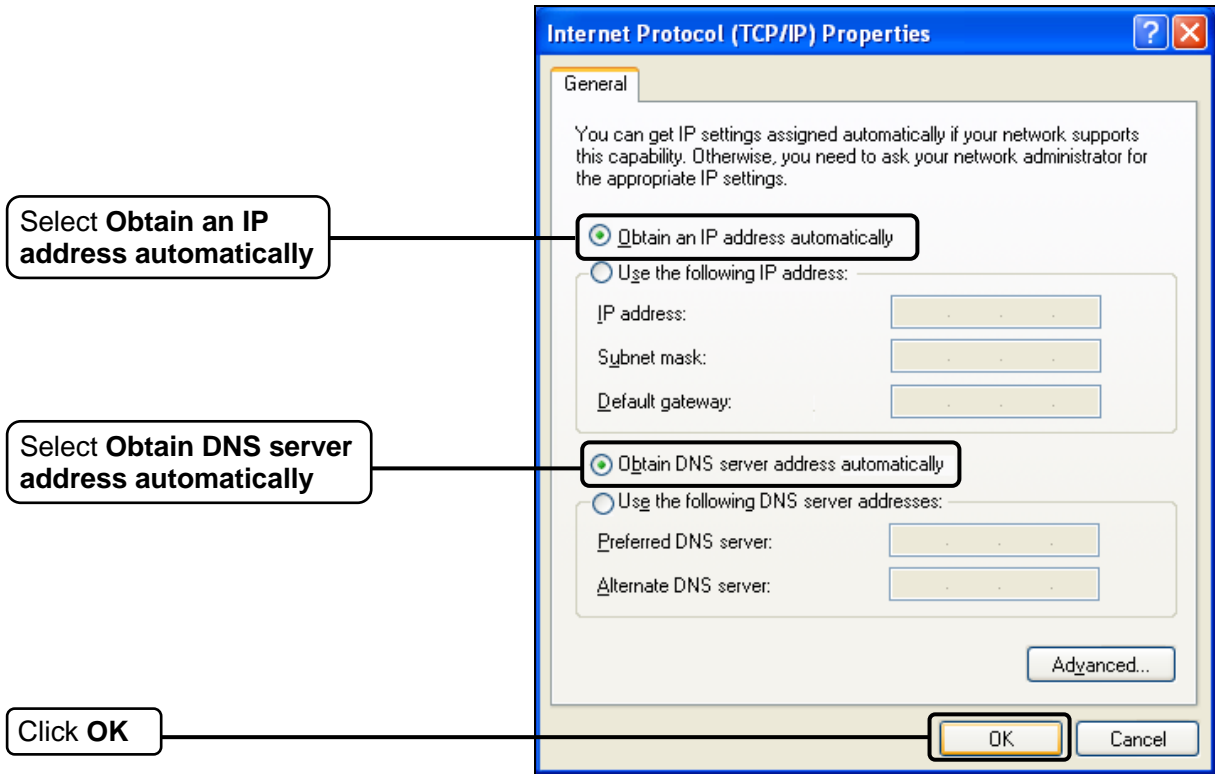 Internet Protocol (TCP/IP) Properties
General
You can get IP settings assigned automatically if your network supports
this capability. Otherwise, you need to ask your network administrator for
the appropriate IP settings.
Select Obtain an IP
address automatically
Obtain an IP address automatically
Use the following IP address:
IP address:
Subnet mask:
Default gateway:
Select Obtain DNS server
address automatically
Obtain DNS server address automatically
Use the following DNS server addresses:
Preferred DNS server:
Alternate DNS server:
Advanced...
Click OK
OK
Cancel